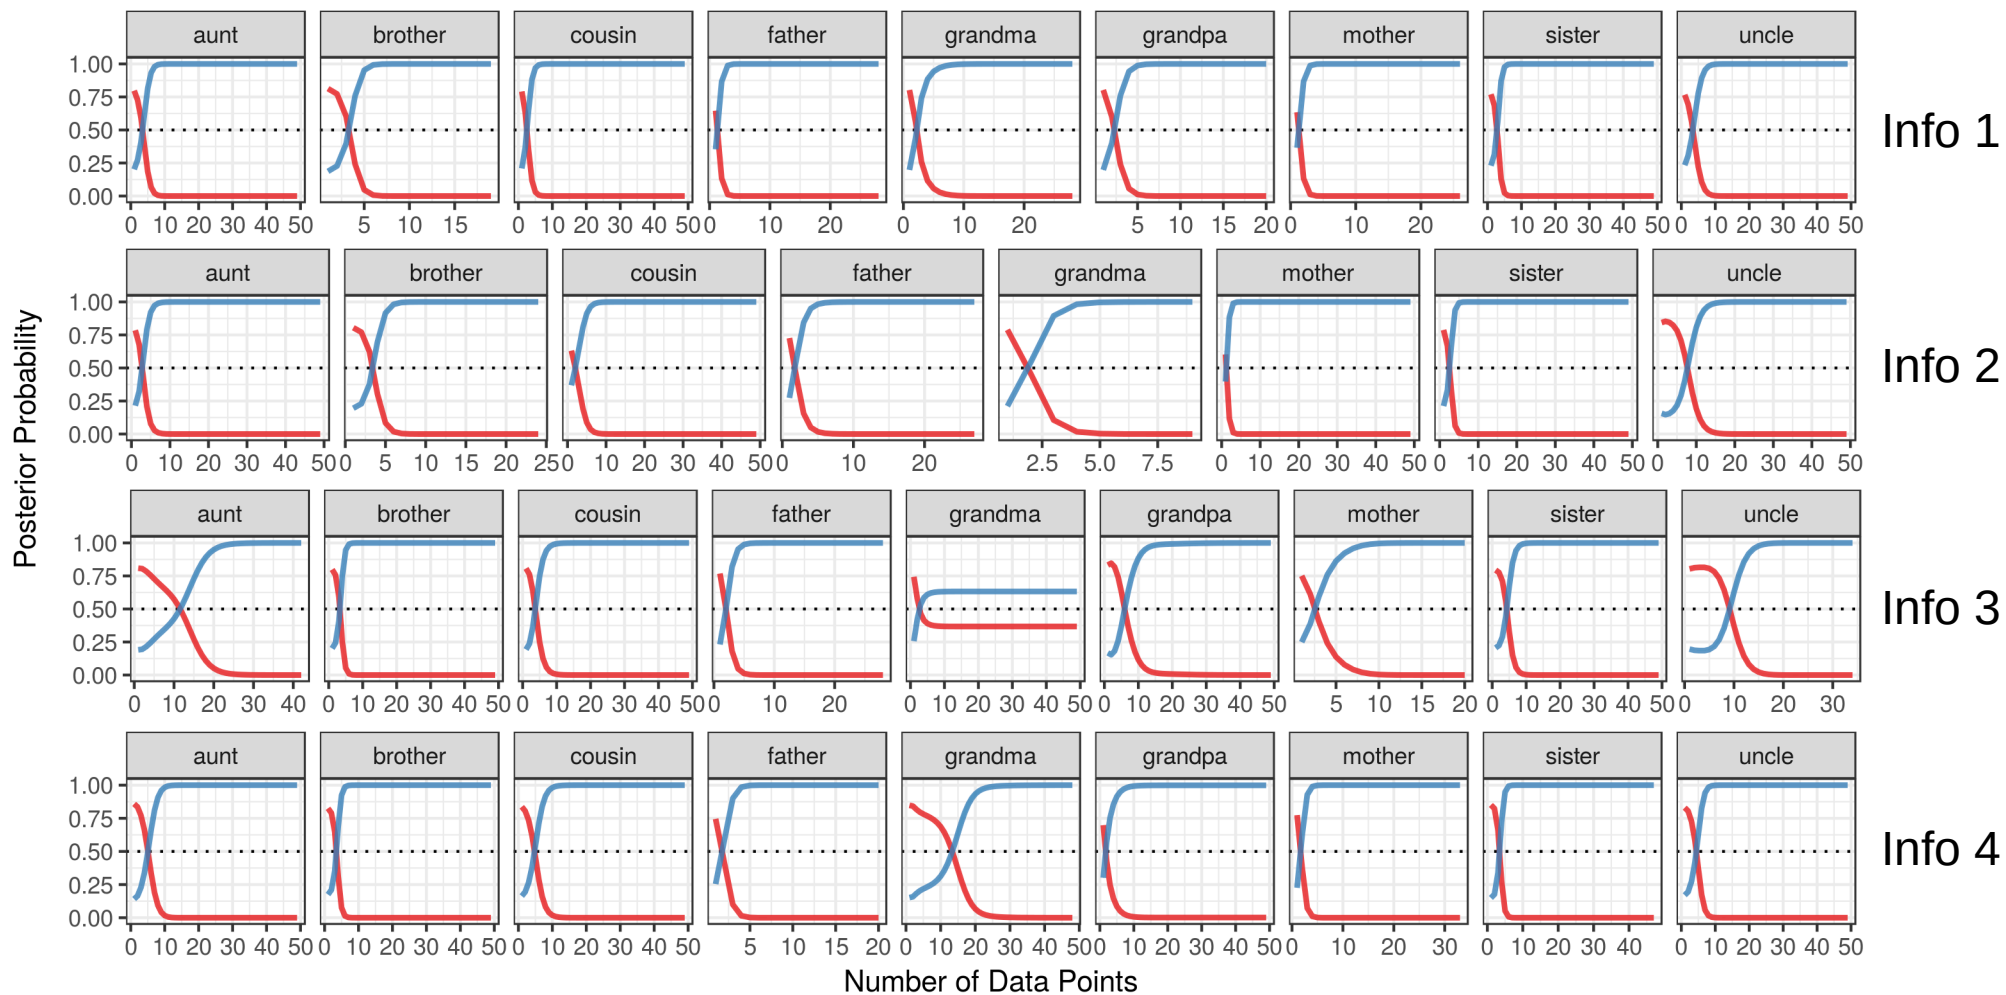 aunt brother cousin father grandma grandpa mother sister uncle
1.00
0.75
0.50
0.25
0.00
Info 1
0 10 20 30 40 50 5 10 15 0 10 20 30 40 50 0 10 20 0 10 20 5 10 15 20 0 10 20 0 10 20 30 40 50 0 10 20 30 40 50
aunt brother cousin father grandma mother sister uncle
1.00
0.75
0.50
0.25
0.00
Info 2
0 10 20 30 40 50 0 5 10 15 20 25 0 10 20 30 40 50 0 10 20 2.5 5.0 7.5 0 10 20 30 40 50 0 10 20 30 40 50 0 10 20 30 40 50
Posterior Probability
aunt brother cousin father grandma grandpa mother sister uncle
1.00
0.75
0.50
0.25
0.00
Info 3
0 10 20 30 40 0 10 20 30 40 50 0 10 20 30 40 50 0 10 20 0 10 20 30 40 50 0 10 20 30 40 50 5 10 15 20 0 10 20 30 40 50 0 10 20 30
aunt brother cousin father grandma grandpa mother sister uncle
1.00
0.75
0.50
0.25
0.00
Info 4
0 10 20 30 40 50 0 10 20 30 40 50 0 10 20 30 40 50 5 10 15 20 0 10 20 30 40 50 0 10 20 30 40 50 0 10 20 30 0 10 20 30 40 0 10 20 30 40 50
Number of Data Points